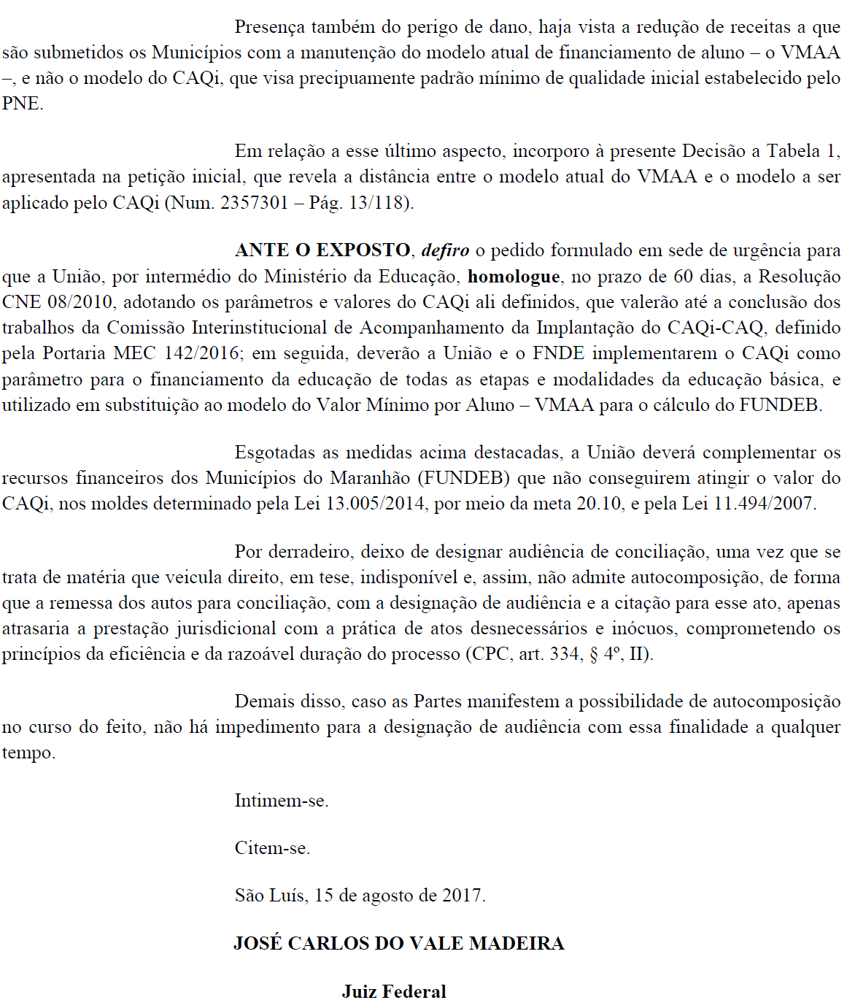 Presença também do perigo de dano, haja vista a redução de receitas a que
são submetidos os Municípios com a manutenção do modelo atual de financiamento de aluno – o VMAA
–, e não o modelo do CAQi, que visa precipuamente padrão mínimo de qualidade inicial estabelecido pelo
PNE.
Em relação a esse último aspecto, incorporo à presente Decisão a Tabela 1,
apresentada na petição inicial, que revela a distância entre o modelo atual do VMAA e o modelo a ser
aplicado pelo CAQi (Num. 2357301 – Pág. 13/118).
ANTE O EXPOSTO, defiro o pedido formulado em sede de urgência para
que a União, por intermédio do Ministério da Educação, homologue, no prazo de 60 dias, a Resolução
CNE 08/2010, adotando os parâmetros e valores do CAQi ali definidos, que valerão até a conclusão dos
trabalhos da Comissão Interinstitucional de Acompanhamento da Implantação do CAQi-CAQ, definido
pela Portaria MEC 142/2016; em seguida, deverão a União e o FNDE implementarem o CAQi como
parâmetro para o financiamento da educação de todas as etapas e modalidades da educação básica, e
utilizado em substituição ao modelo do Valor Mínimo por Aluno – VMAA para o cálculo do FUNDEB.
Esgotadas as medidas acima destacadas, a União deverá complementar os
recursos financeiros dos Municípios do Maranhão (FUNDEB) que não conseguirem atingir o valor do
CAQi, nos moldes determinado pela Lei 13.005/2014, por meio da meta 20.10, e pela Lei 11.494/2007.
Por derradeiro, deixo de designar audiência de conciliação, uma vez que se
trata de matéria que veicula direito, em tese, indisponível e, assim, não admite autocomposição, de forma
que a remessa dos autos para conciliação, com a designação de audiência e a citação para esse ato, apenas
atrasaria a prestação jurisdicional com a prática de atos desnecessários e inócuos, comprometendo os
princípios da eficiência e da razoável duração do processo (CPC, art. 334, § 4º, II).
Demais disso, caso as Partes manifestem a possibilidade de autocomposição
no curso do feito, não há impedimento para a designação de audiência com essa finalidade a qualquer
tempo.
Intimem-se.
Citem-se.
São Luís, 15 de agosto de 2017.
JOSÉ CARLOS DO VALE MADEIRA
Juiz Federal